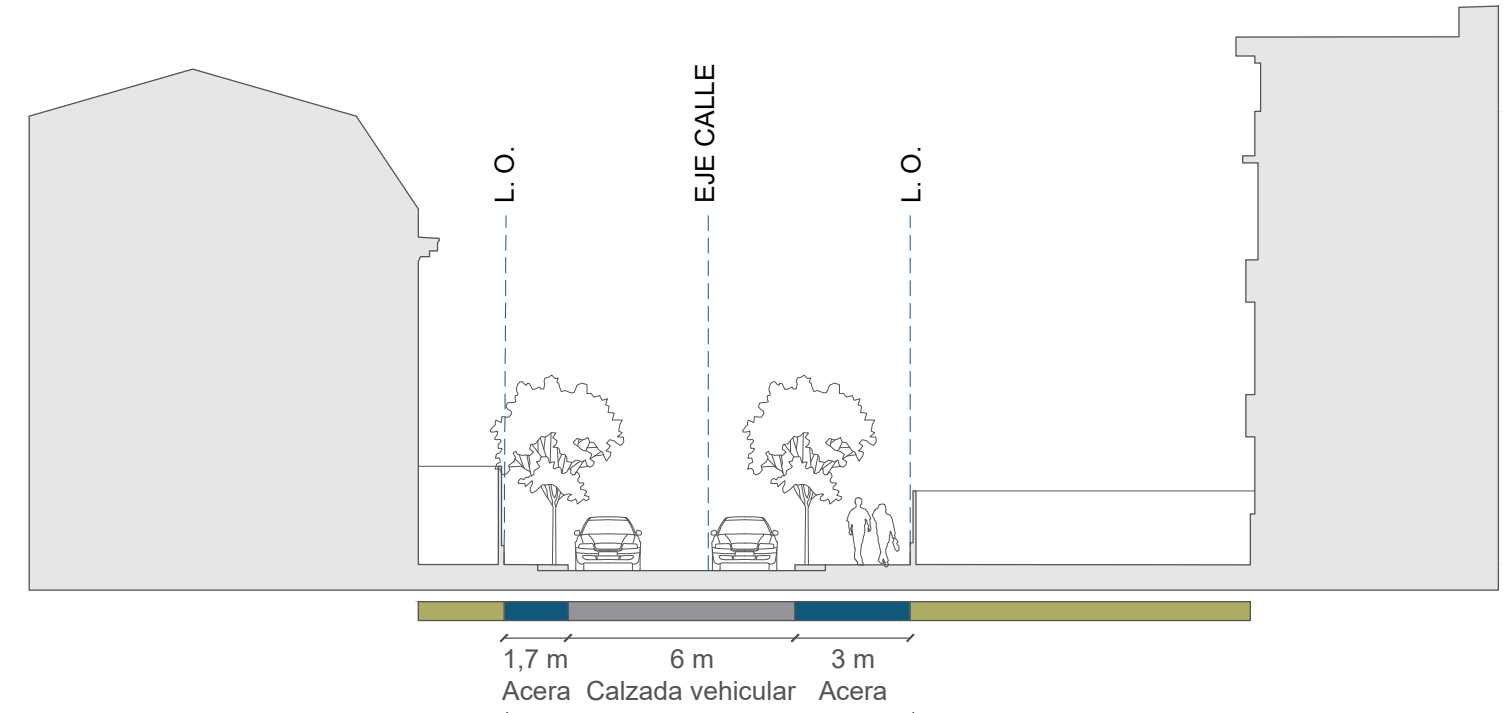 L. O.
EJE CALLE
L. O.
1,7 m
Acera
6 m
Calzada vehicular
3 m
Acera